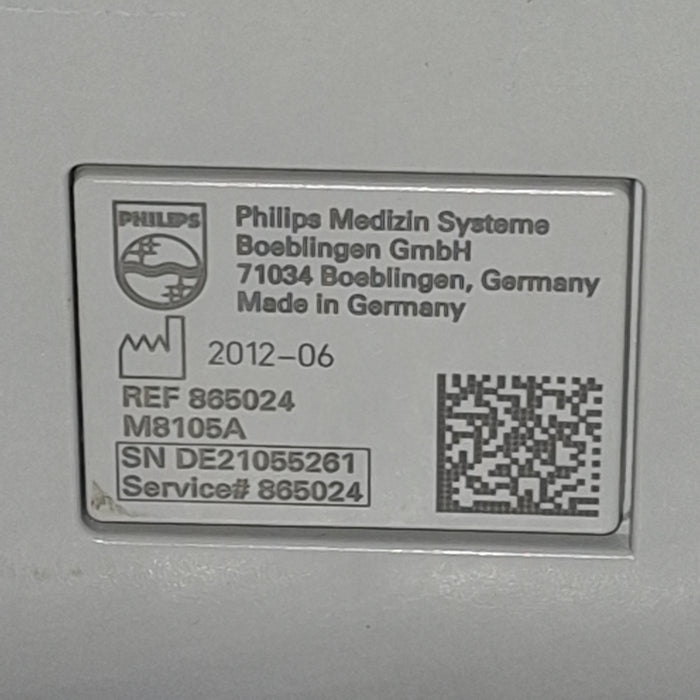 PHILIPS
Philips Medizin Systeme
Boeblingen GmbH
71034 Boeblingen, Germany
Made in Germany
2012-06
REF 865024
M8105A
SN DE21055261
Service# 865024